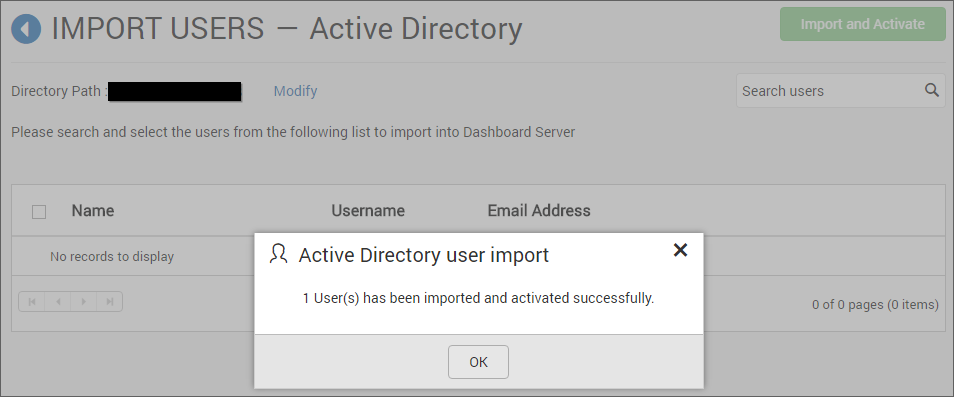 IMPORT USERS — Active Directory
Import and Activate
Directory Path :
Modify
Search users
Please search and select the users from the following list to import into Dashboard Server
Name Username Email Address
No records to display
0 of 0 pages (0 items)
Active Directory user import
1 User(s) has been imported and activated successfully.
OK